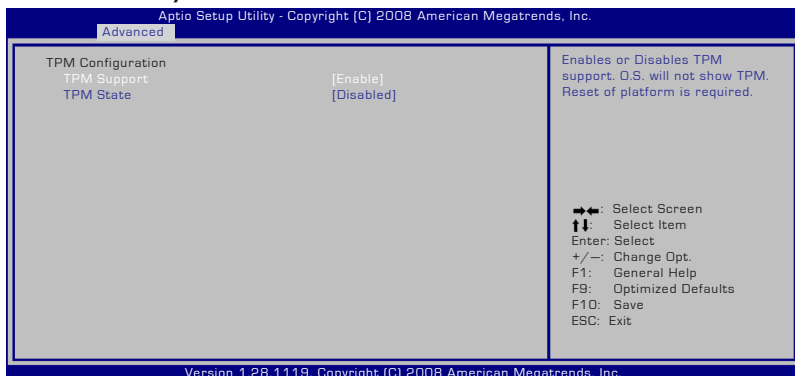 Aptio Setup Utility - Copyright (C) 2008 American Megatrends, Inc.
Advanced
TPM Configuration
TPM Support [Enable]
TPM State [Disabled]
Enables or Disables TPM
support. O.S. will not show TPM.
Reset of platform is required.
→←: Select Screen
↑↓: Select Item
Enter: Select
+/—: Change Opt.
F1: General Help
F9: Optimized Defaults
F10: Save
ESC: Exit
Version 1.28.1119. Copyright (C) 2008 American Megatrends, Inc.